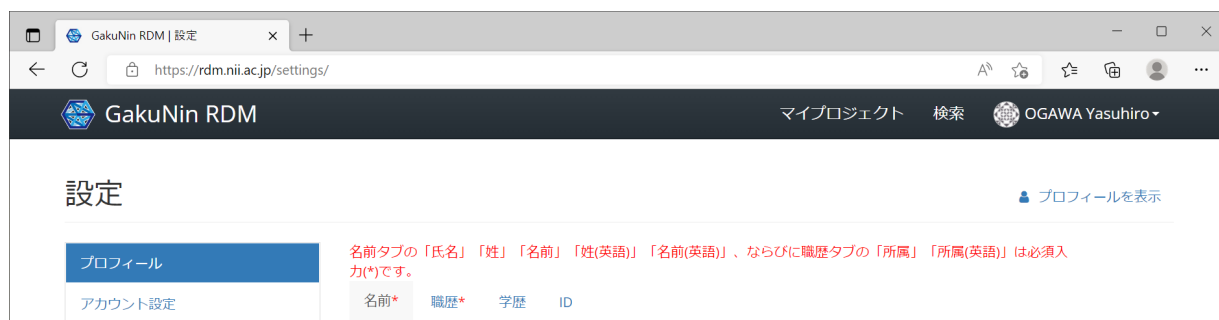 GakuNin RDM | 設定
https://rdm.nii.ac.jp/settings/
GakuNin RDM マイプロジェクト 検索 OGAWA Yasuhiro
設定
プロフィールを表示
プロフィール
アカウント設定
名前タブの「氏名」「姓」「名前」「姓(英語)」「名前(英語)」、ならびに職歴タブの「所属」「所属(英語)」は必須入
力(*)です。
名前* 職歴* 学歴 ID